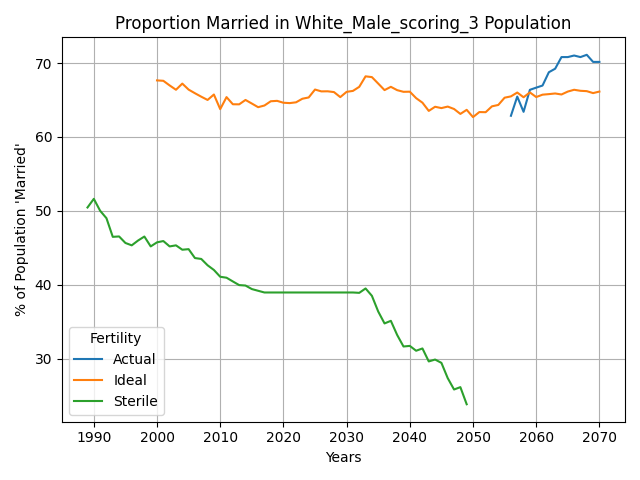 Proportion Married in White_Male_scoring_3 Population
% of Population 'Married'
70
60
50
40
30
Fertility
Actual
Ideal
Sterile
1990 2000 2010 2020 2030 2040 2050 2060 2070
Years